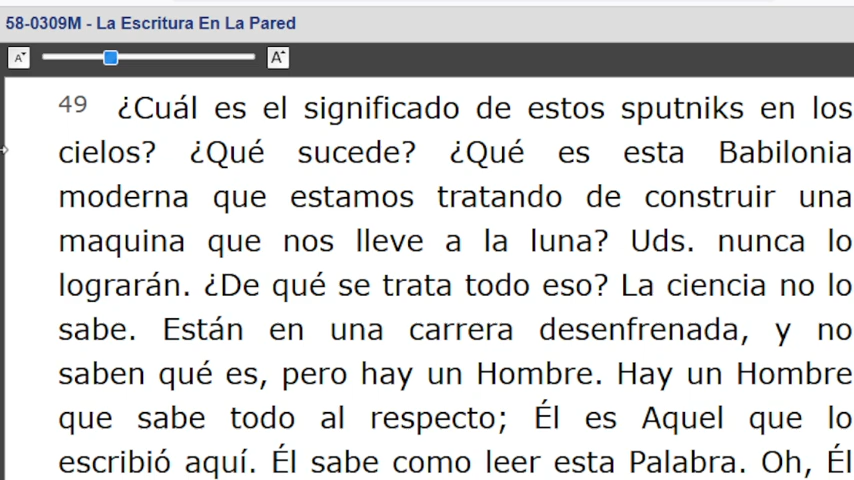 58-0309M - La Escritura En La Pared
A A
49 ¿Cuál es el significado de estos sputniks en los
cielos? ¿Qué sucede? ¿Qué es esta Babilonia
moderna que estamos tratando de construir una
maquina que nos lleve a la luna? Uds. nunca lo
lograrán. ¿De qué se trata todo eso? La ciencia no lo
sabe. Están en una carrera desenfrenada, y no
saben qué es, pero hay un Hombre. Hay un Hombre
que sabe todo al respecto; Él es Aquel que lo
escribió aquí. Él sabe como leer esta Palabra. Oh, Él